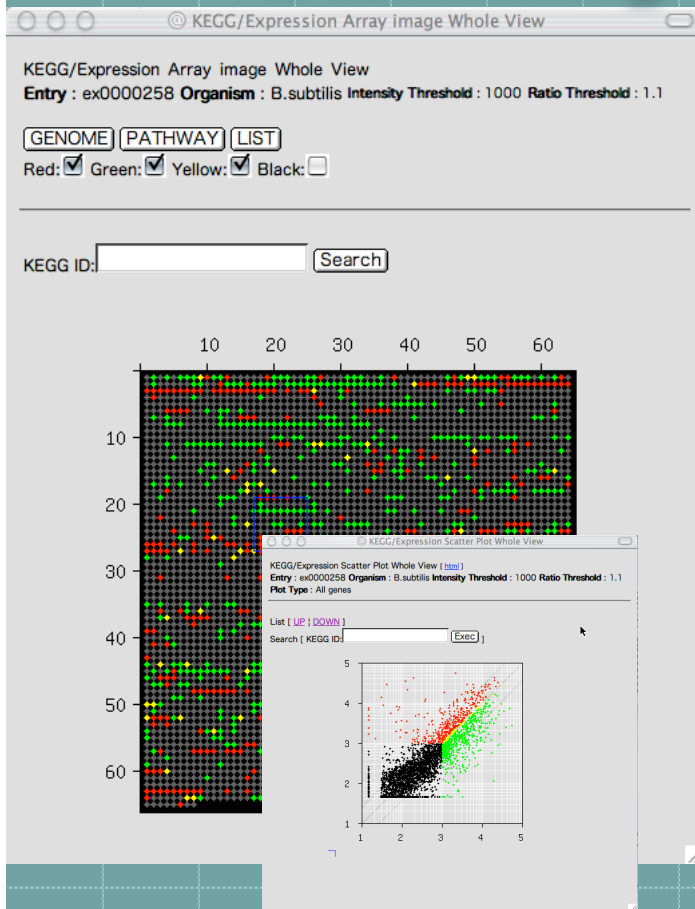 @ KEGG/Expression Array image Whole View
KEGG/Expression Array image Whole View
Entry : ex0000258 Organism : B.subtilis Intensity Threshold : 1000 Ratio Threshold : 1.1
GENOME PATHWAY LIST
Red: Green: Yellow: Black:
KEGG ID: Search
10 20 30 40 50 60
10
20
30
40
50
60
@ KEGG/Expression Scatter Plot Whole View
KEGG/Expression Scatter Plot Whole View [ html ]
Entry : ex0000258 Organism : B.subtilis Intensity Threshold : 1000 Ratio Threshold : 1.1
Plot Type : All genes
List [ UP ¦ DOWN ]
Search [ KEGG ID: Exec ]
5
4
3
2
1
1 2 3 4 5